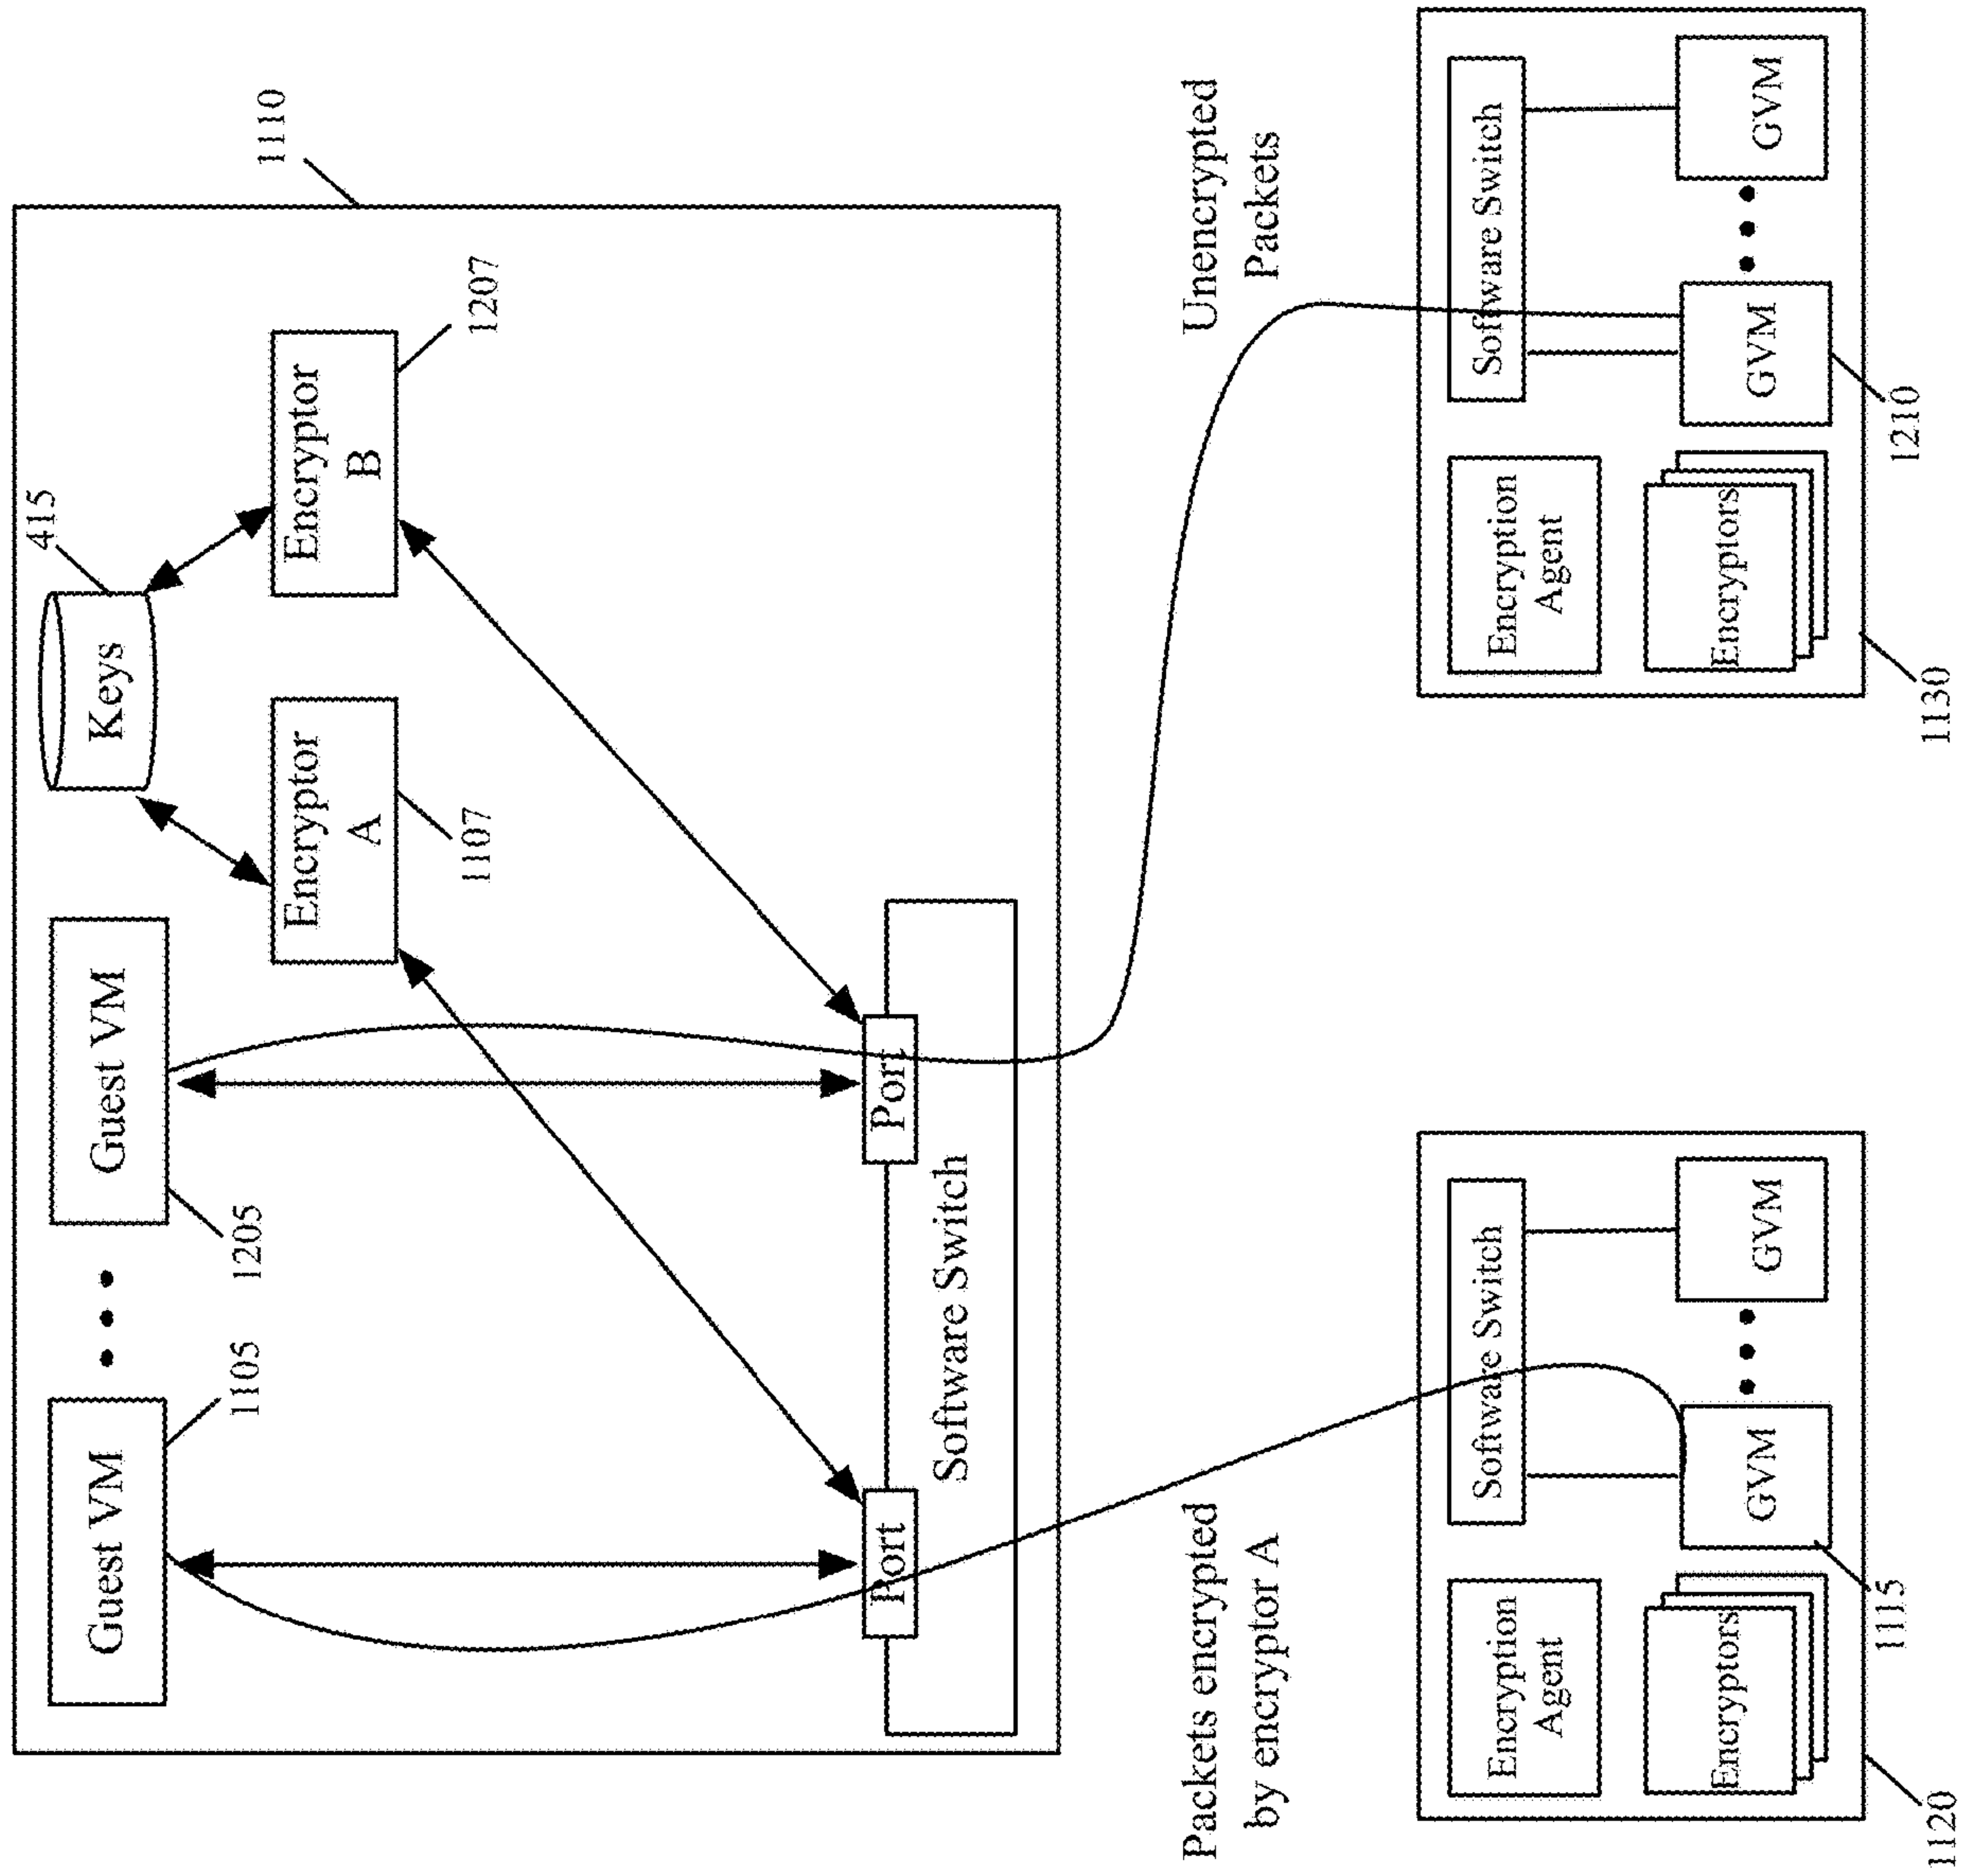 1110
415
Keys
Guest VM
Guest VM
1105
1205
Encryptor
A
Encryptor
B
1107
1207
Port
Port
Software Switch
Packets encrypted
by encryptor A
Unencrypted
Packets
Encryption
Agent
Software Switch
Encryptors
GVM
GVM
1120
1115
Encryption
Agent
Software Switch
Encryptors
GVM
GVM
1130
1210